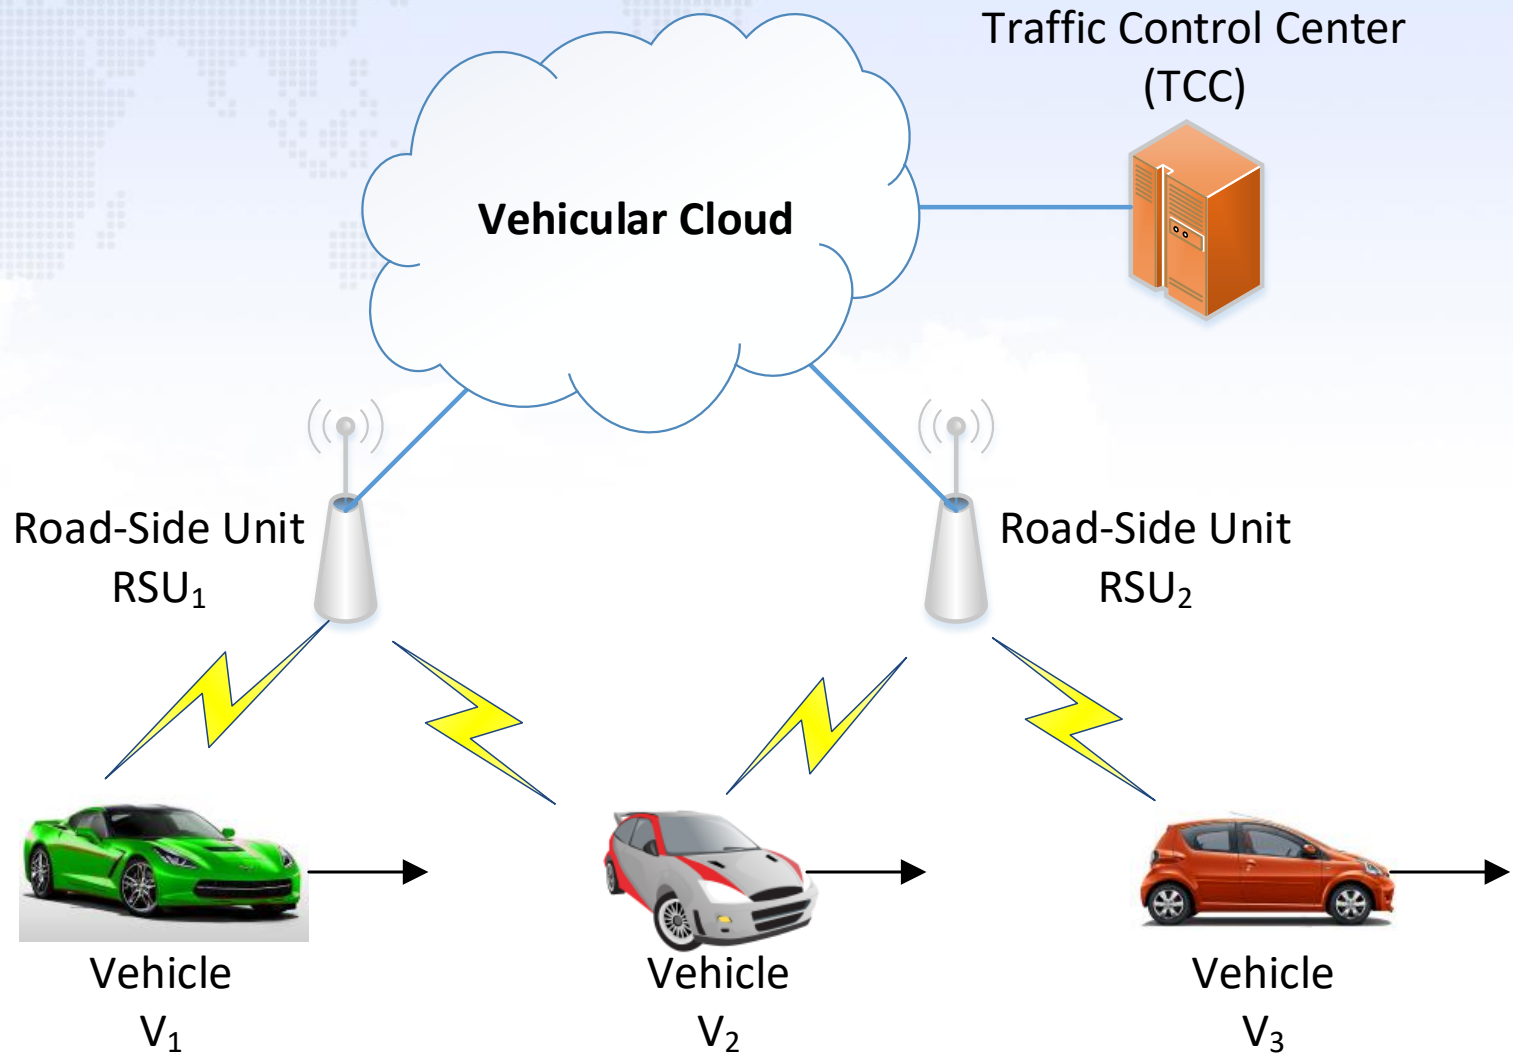 Traffic Control Center
(TCC)
Vehicular Cloud
Road-Side Unit
RSU₁
Road-Side Unit
RSU₂
Vehicle
V₁
Vehicle
V₂
Vehicle
V₃